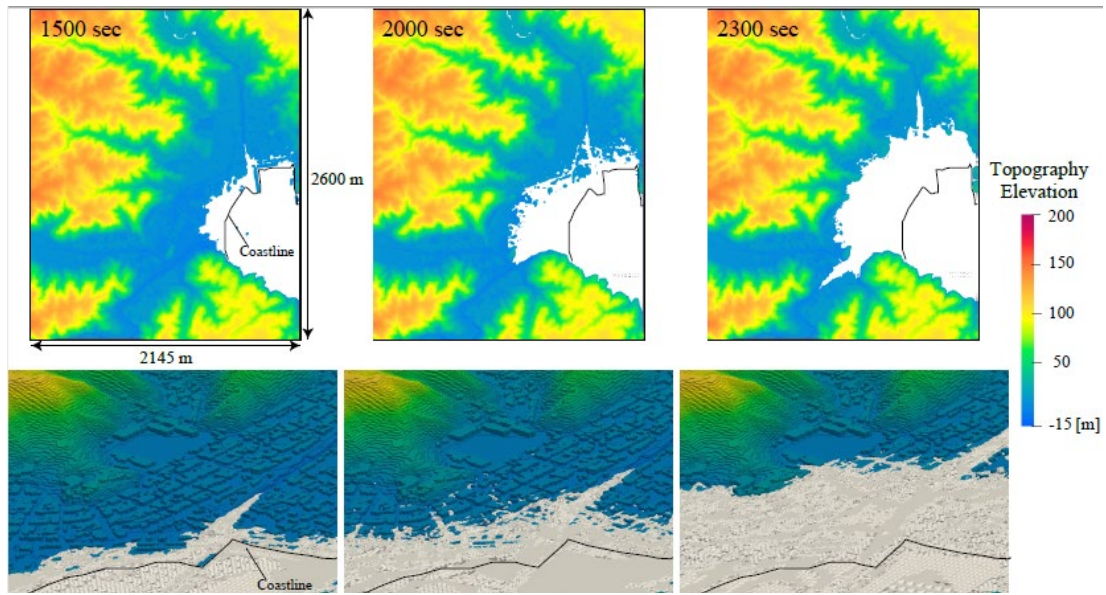 1500 sec
2000 sec
2300 sec
2600 m
Coastline
2145 m
Topography
Elevation
200
150
100
50
-15 [m]
Coastline